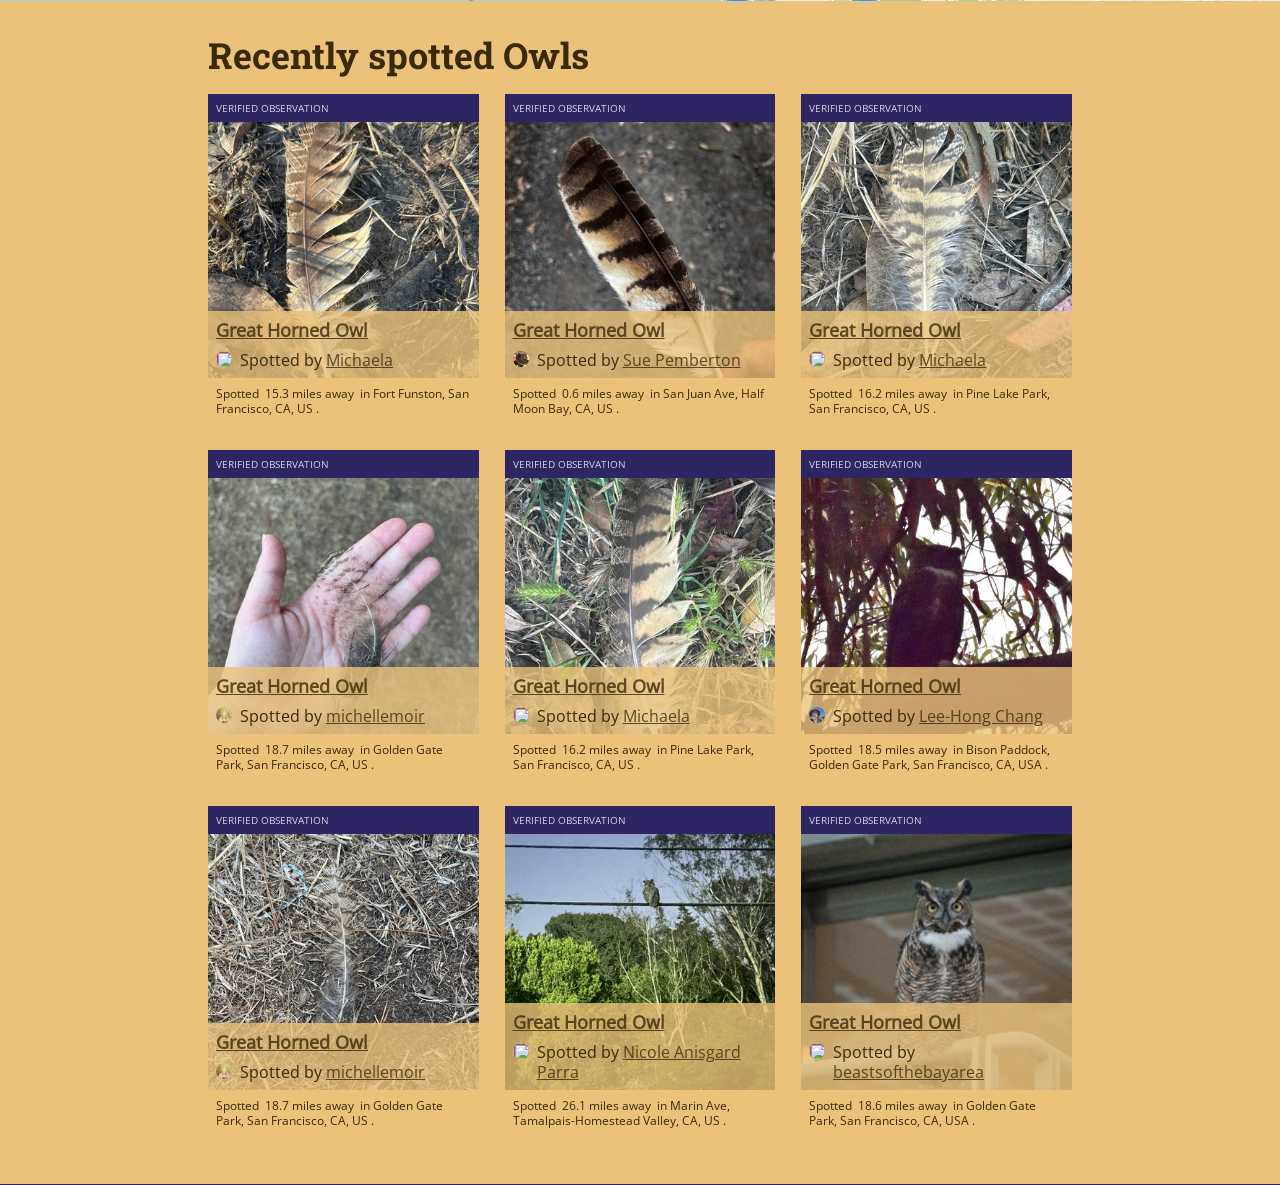 Recently spotted Owls
VERIFIED OBSERVATION
Great Horned Owl
Spotted by Michaela
Spotted 15.3 miles away in Fort Funston, San
Francisco, CA, US .
VERIFIED OBSERVATION
Great Horned Owl
Spotted by Sue Pemberton
Spotted 0.6 miles away in San Juan Ave, Half
Moon Bay, CA, US .
VERIFIED OBSERVATION
Great Horned Owl
Spotted by Michaela
Spotted 16.2 miles away in Pine Lake Park,
San Francisco, CA, US .
VERIFIED OBSERVATION
Great Horned Owl
Spotted by michellemoir
Spotted 18.7 miles away in Golden Gate
Park, San Francisco, CA, US .
VERIFIED OBSERVATION
Great Horned Owl
Spotted by Michaela
Spotted 16.2 miles away in Pine Lake Park,
San Francisco, CA, US .
VERIFIED OBSERVATION
Great Horned Owl
Spotted by Lee-Hong Chang
Spotted 18.5 miles away in Bison Paddock,
Golden Gate Park, San Francisco, CA, USA .
VERIFIED OBSERVATION
Great Horned Owl
Spotted by michellemoir
Spotted 18.7 miles away in Golden Gate
Park, San Francisco, CA, US .
VERIFIED OBSERVATION
Great Horned Owl
Spotted by Nicole Anisgard
Parra
Spotted 26.1 miles away in Marin Ave,
Tamalpais-Homestead Valley, CA, US .
VERIFIED OBSERVATION
Great Horned Owl
Spotted by
beastsofthebayarea
Spotted 18.6 miles away in Golden Gate
Park, San Francisco, CA, USA .